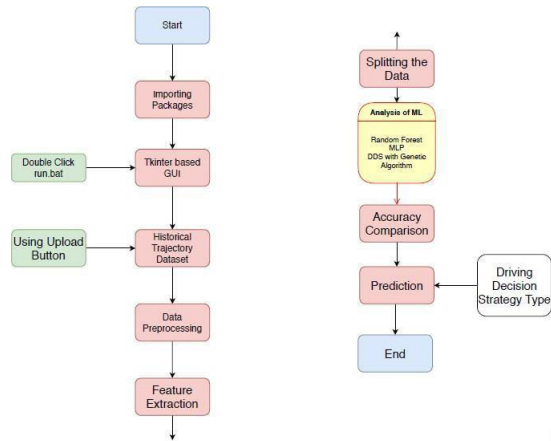 Start
Importing
Packages
Double Click
run.bat
Tkinter based
GUI
Using Upload
Button
Historical
Trajectory
Dataset
Data
Preprocessing
Feature
Extraction
Splitting the
Data
Analysis of ML
Random Forest
MLP
DDS with Genetic
Algorithm
Accuracy
Comparison
Prediction
Driving
Decision
Strategy Type
End